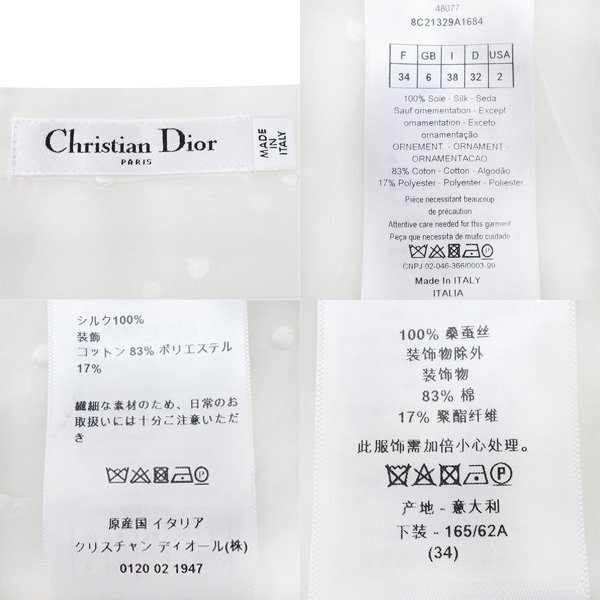 Christian Dior
PARIS
MADE
IN
ITALY
48077
8C21329A1684
F GB I D USA
34 6 38 32 2
100% Soie - Silk - Seda
Sauf ornementation - Except
ornamentation - Exceto
ornamentação
ORNEMENT - ORNAMENT -
ORNAMENTACAO
83% Coton - Cotton - Algodão
17% Polyester - Polyester - Poliester
Pièce necessitant beaucoup
de précaution
Attentive care needed for this garment
Peça que necessita de muito cuidado
CNPJ 02-046-366/0003-99
Made In ITALY
ITALIA
シルク100%
装飾
コットン 83% ポリエステル
17%
繊細な素材のため、日常のお
取扱いには十分ご注意いただ
き
原産国 イタリア
クリスチャン ディオール(株)
0120 02 1947
100% 桑蚕丝
装饰物除外
装饰物
83% 棉
17% 聚酯纤维
此服饰需加倍小心处理。
产地 - 意大利
下装 - 165/62A
(34)